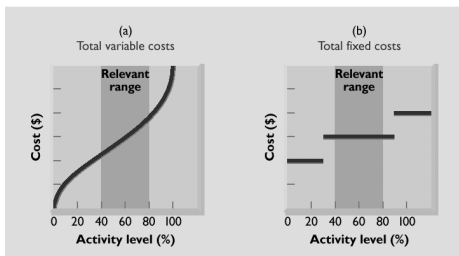 (a)
Total variable costs
Relevant
range
Cost ($)
0 20 40 60 80 100
Activity level (%)
(b)
Total fixed costs
Relevant
range
Cost ($)
0 20 40 60 80 100
Activity level (%)